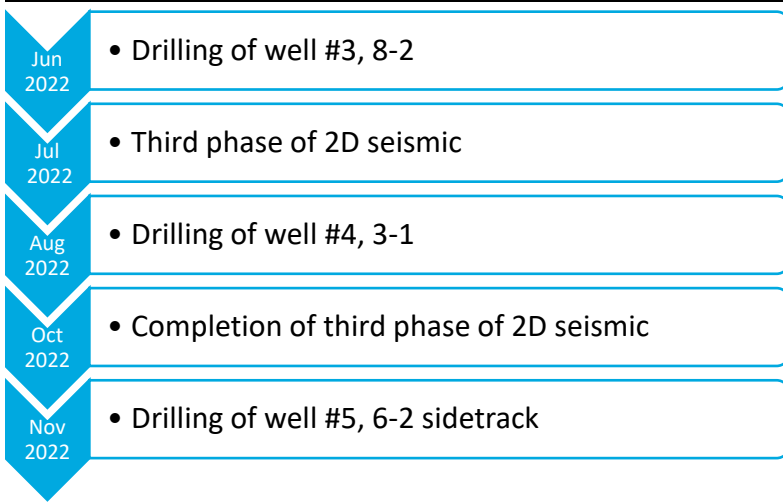 Jun
2022
• Drilling of well #3, 8-2
Jul
2022
• Third phase of 2D seismic
Aug
2022
• Drilling of well #4, 3-1
Oct
2022
• Completion of third phase of 2D seismic
Nov
2022
• Drilling of well #5, 6-2 sidetrack